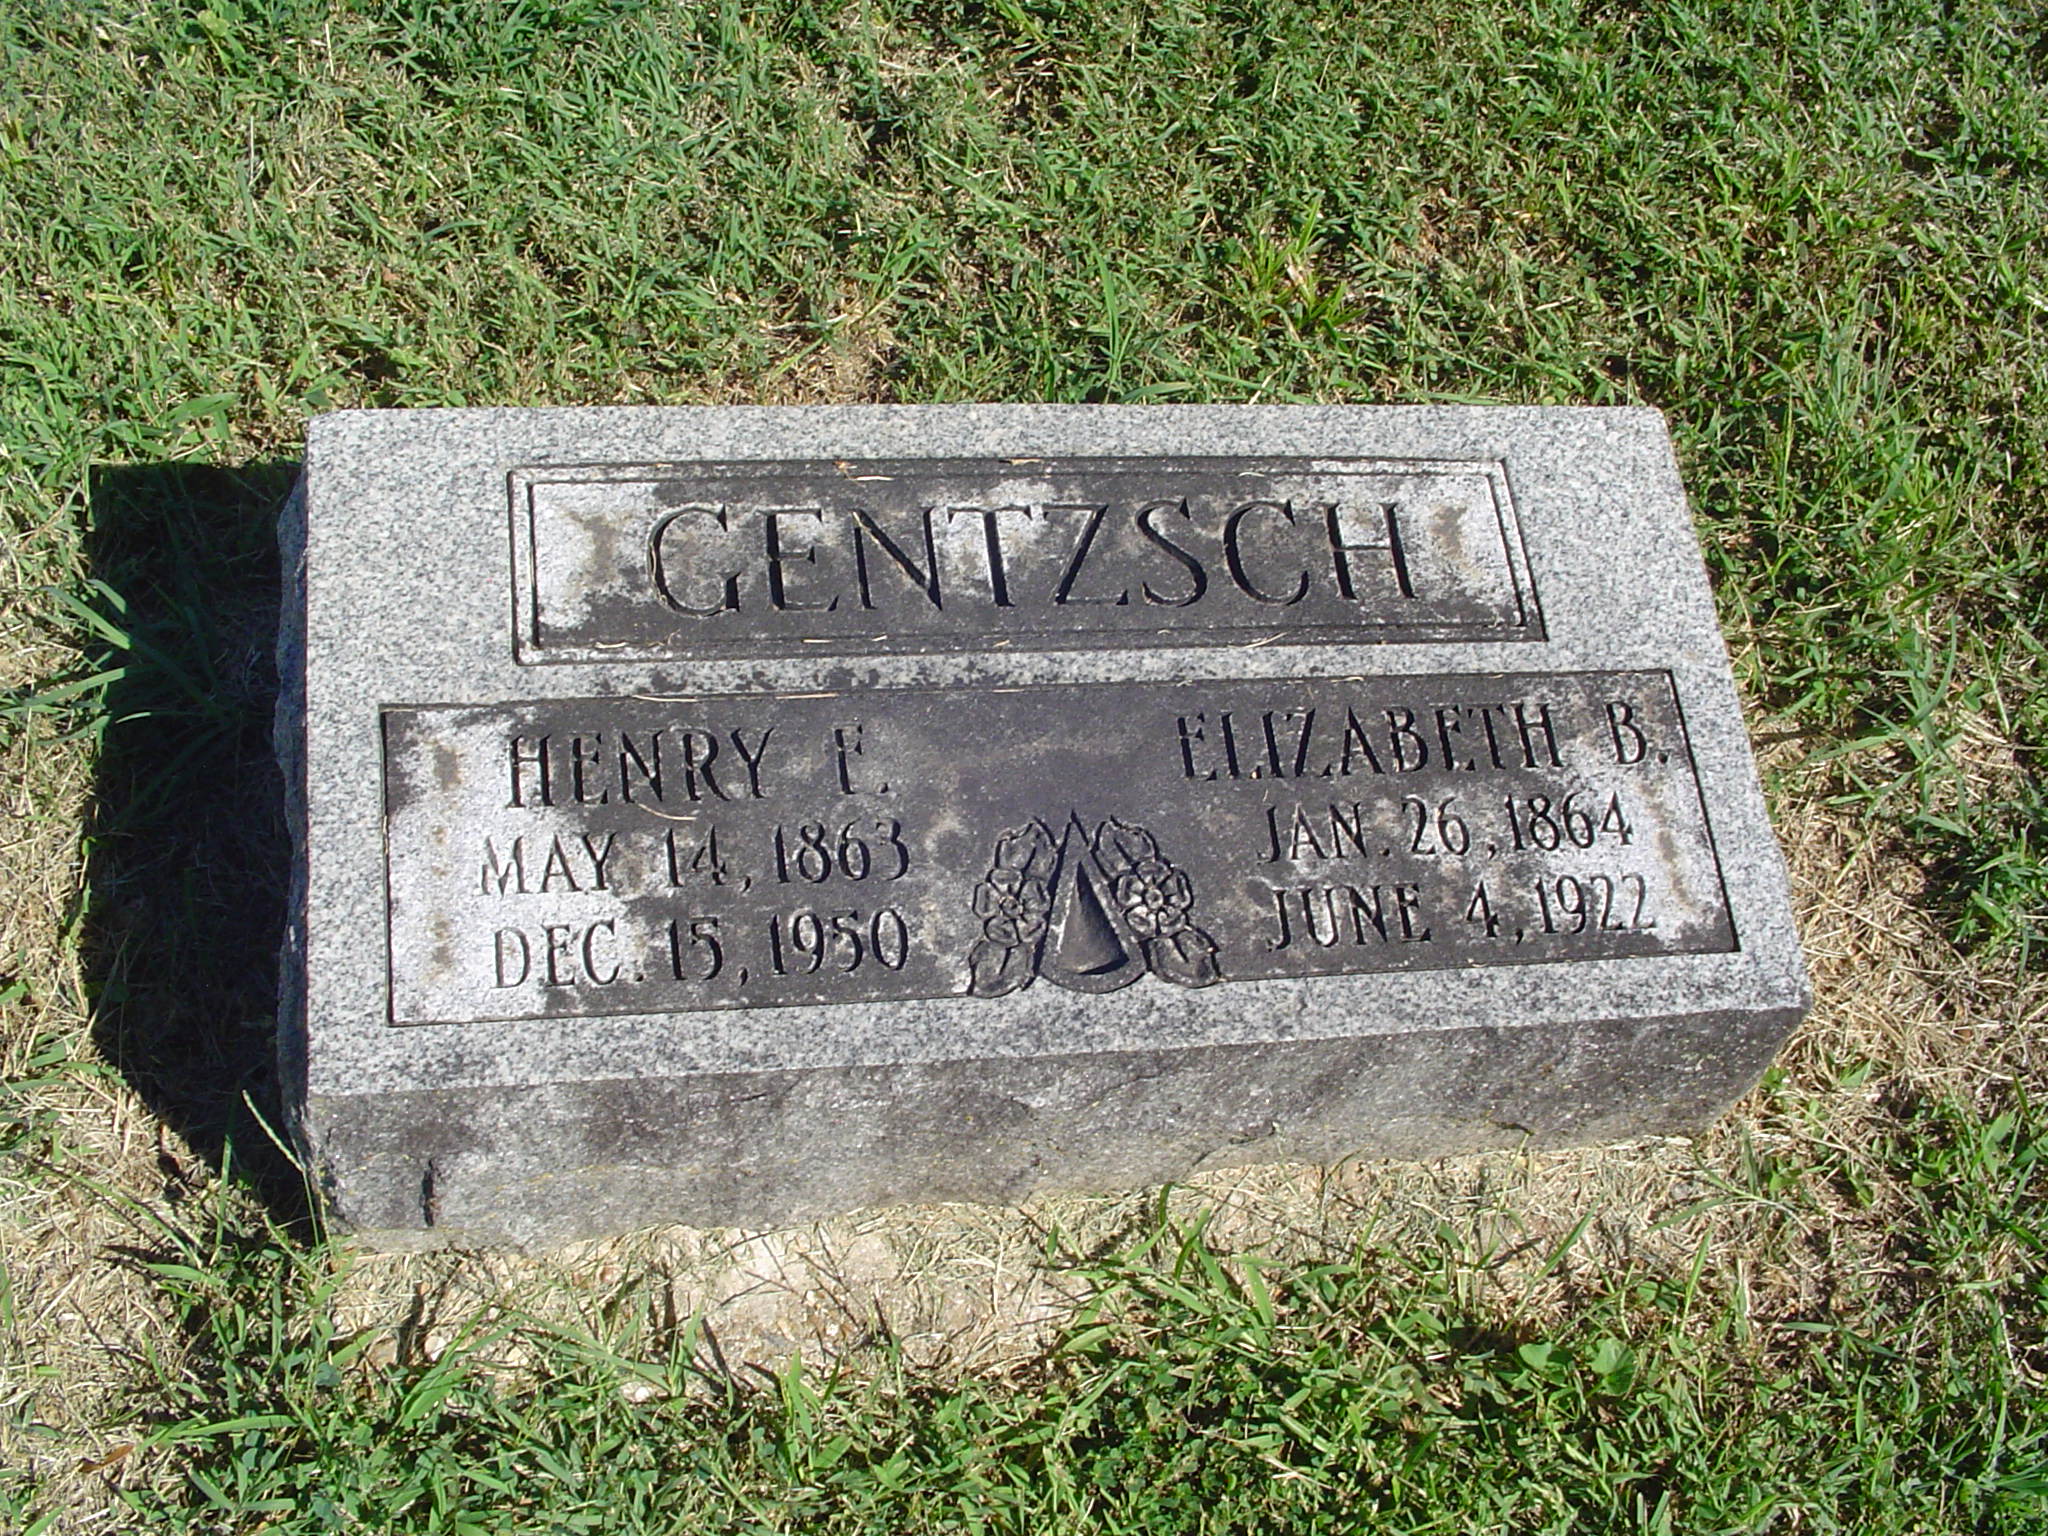 GENTZSCH
HENRY F.
MAY 14, 1863
DEC. 15, 1950
ELIZABETH B.
JAN. 26, 1864
JUNE 4, 1922